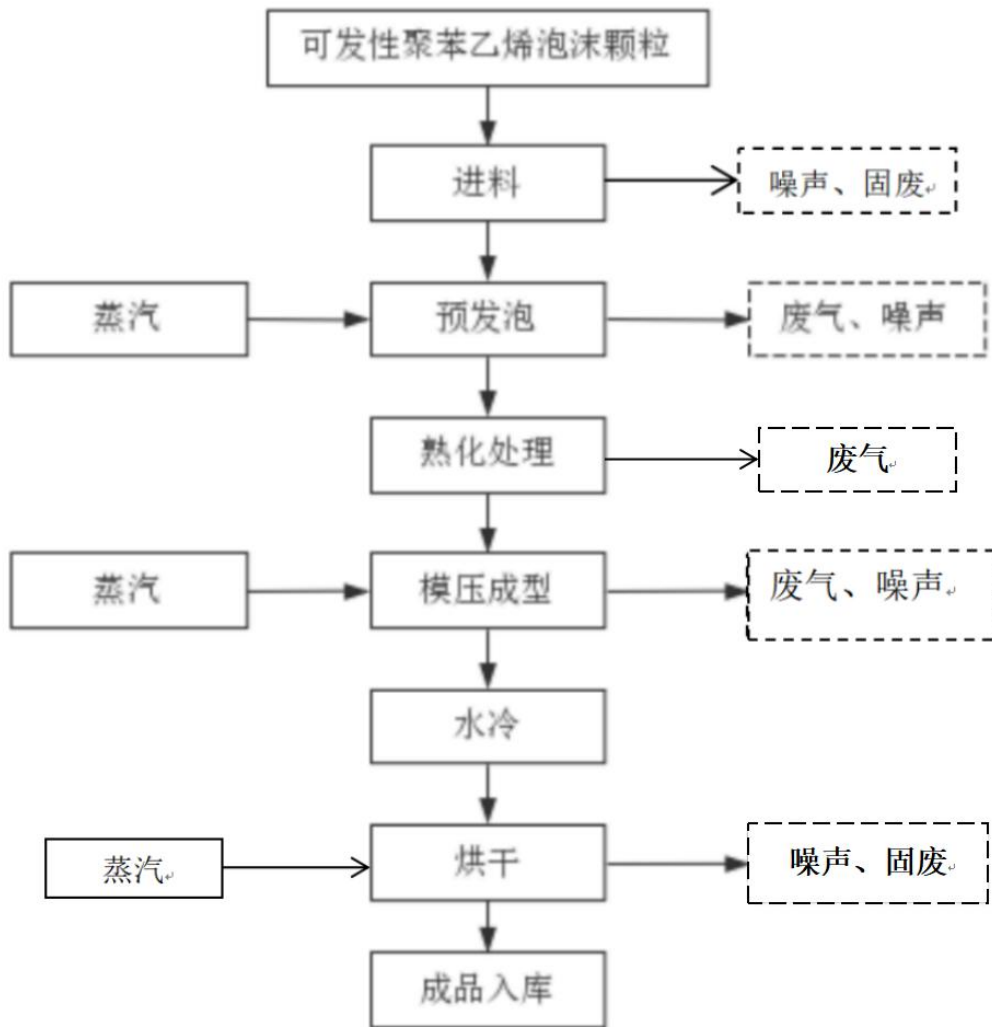 可发性聚苯乙烯泡沫颗粒
进料
噪声、固废
蒸汽
预发泡
废气、噪声
熟化处理
废气
蒸汽
模压成型
废气、噪声
水冷
蒸汽
烘干
噪声、固废
成品入库